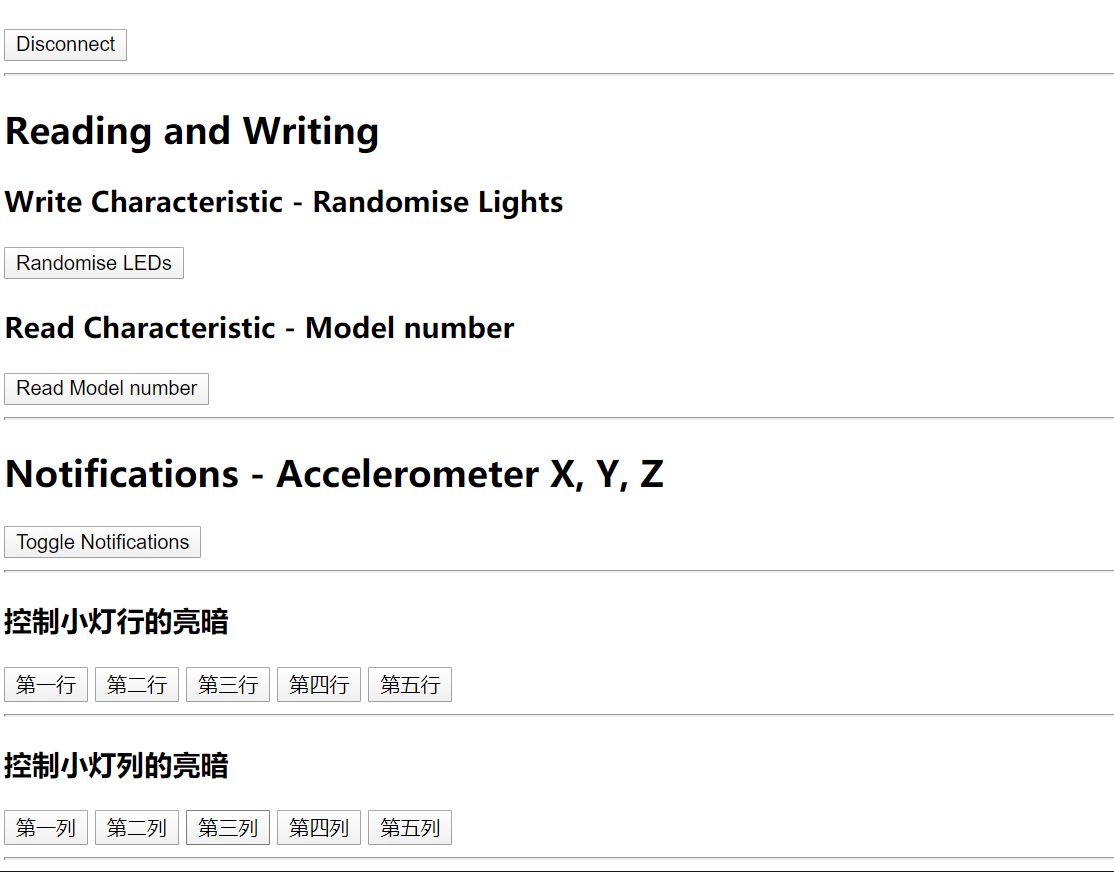 Disconnect
Reading and Writing
Write Characteristic - Randomise Lights
Randomise LEDs
Read Characteristic - Model number
Read Model number
Notifications - Accelerometer X, Y, Z
Toggle Notifications
控制小灯行的亮暗
第一行 第二行 第三行 第四行 第五行
控制小灯列的亮暗
第一列 第二列 第三列 第四列 第五列